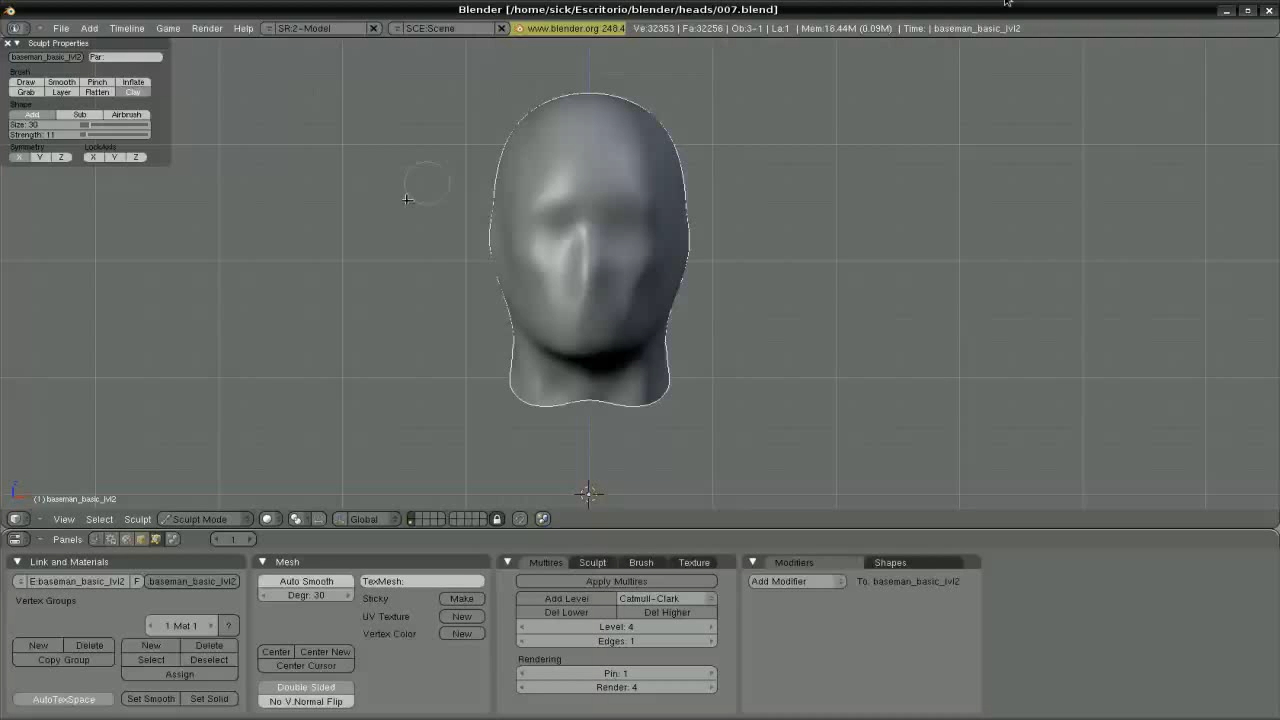 Blender [/home/sick/Escritorio/blender/heads/007.blend]
File Add Timeline Game Render Help SR:2-Model SCE:Scene www.blender.org 248.4 Ve:32353 | Fa:32256 | Ob:3-1 | La:1 | Mem:16.44M (0.09M) | Time: | baseman_basic_lvl2
Sculpt Properties
baseman_basic_lvl2 Par:
Brush
Draw Smooth Pinch Inflate
Grab Layer Flatten Clay
Shape
Add Sub Airbrush
Size: 30
Strength: 11
Symmetry LockAxis
X Y Z X Y Z
(1) baseman_basic_lvl2
View Select Sculpt Sculpt Mode Global
Panels 1
Link and Materials Mesh Multires Sculpt Brush Texture Modifiers Shapes
E:baseman_basic_lvl2 F baseman_basic_lvl2 Auto Smooth TexMesh: Apply Multires Add Modifier To: baseman_basic_lvl2
Degr: 30
Vertex Groups Sticky Make Add Level Catmull-Clark
Del Lower Del Higher
1 Mat 1 ? UV Texture New Level: 4
Vertex Color New Edges: 1
New Delete New Delete Center Center New
Copy Group Select Deselect Center Cursor Rendering
Assign Pin: 1
Double Sided Render: 4
AutoTexSpace Set Smooth Set Solid No V.Normal Flip